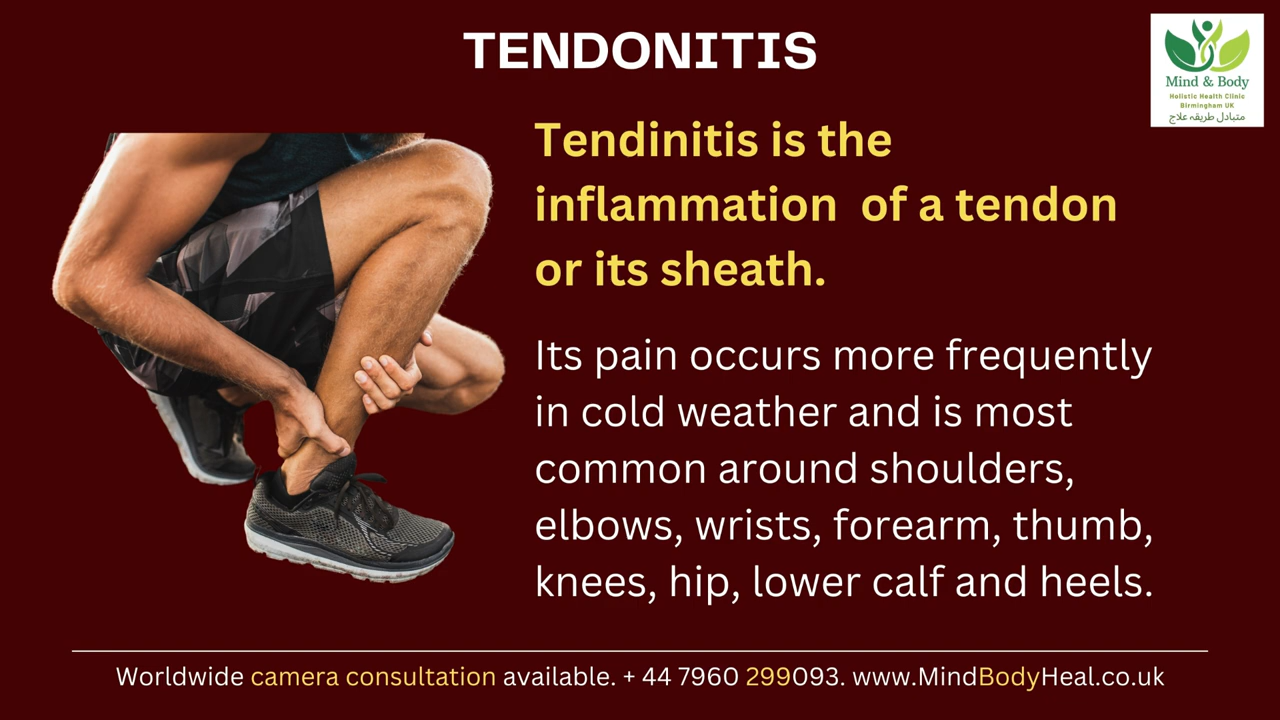 TENDONITIS
Mind & Body
Holistic Health Clinic
Birmingham UK
متبادل طریقہ علاج
Tendinitis is the
inflammation of a tendon
or its sheath.
Its pain occurs more frequently
in cold weather and is most
common around shoulders,
elbows, wrists, forearm, thumb,
knees, hip, lower calf and heels.
Worldwide camera consultation available. + 44 7960 299093. www.MindBodyHeal.co.uk